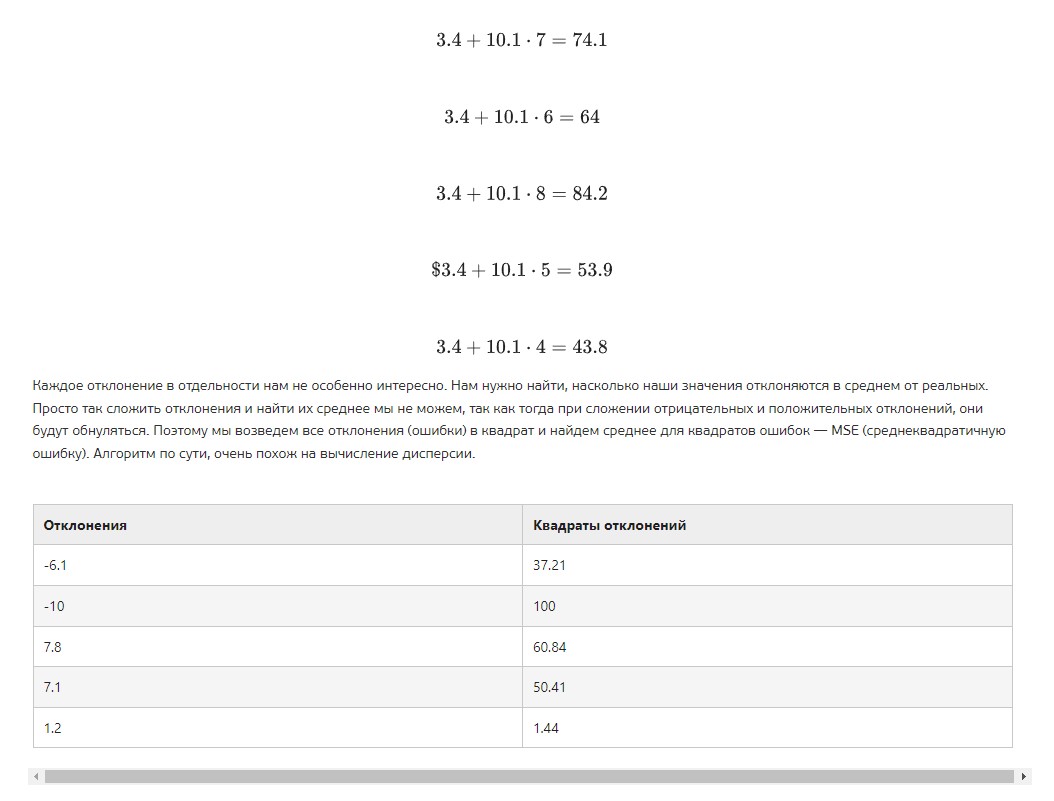 3.4 + 10.1 · 7 = 74.1
3.4 + 10.1 · 6 = 64
3.4 + 10.1 · 8 = 84.2
$3.4 + 10.1 · 5 = 53.9
3.4 + 10.1 · 4 = 43.8
Каждое отклонение в отдельности нам не особенно интересно. Нам нужно найти, насколько наши значения отклоняются в среднем от реальных.
Просто так сложить отклонения и найти их среднее мы не можем, так как тогда при сложении отрицательных и положительных отклонений, они
будут обнуляться. Поэтому мы возведем все отклонения (ошибки) в квадрат и найдем среднее для квадратов ошибок — MSE (среднеквадратичную
ошибку). Алгоритм по сути, очень похож на вычисление дисперсии.
Отклонения Квадраты отклонений
-6.1 37.21
-10 100
7.8 60.84
7.1 50.41
1.2 1.44